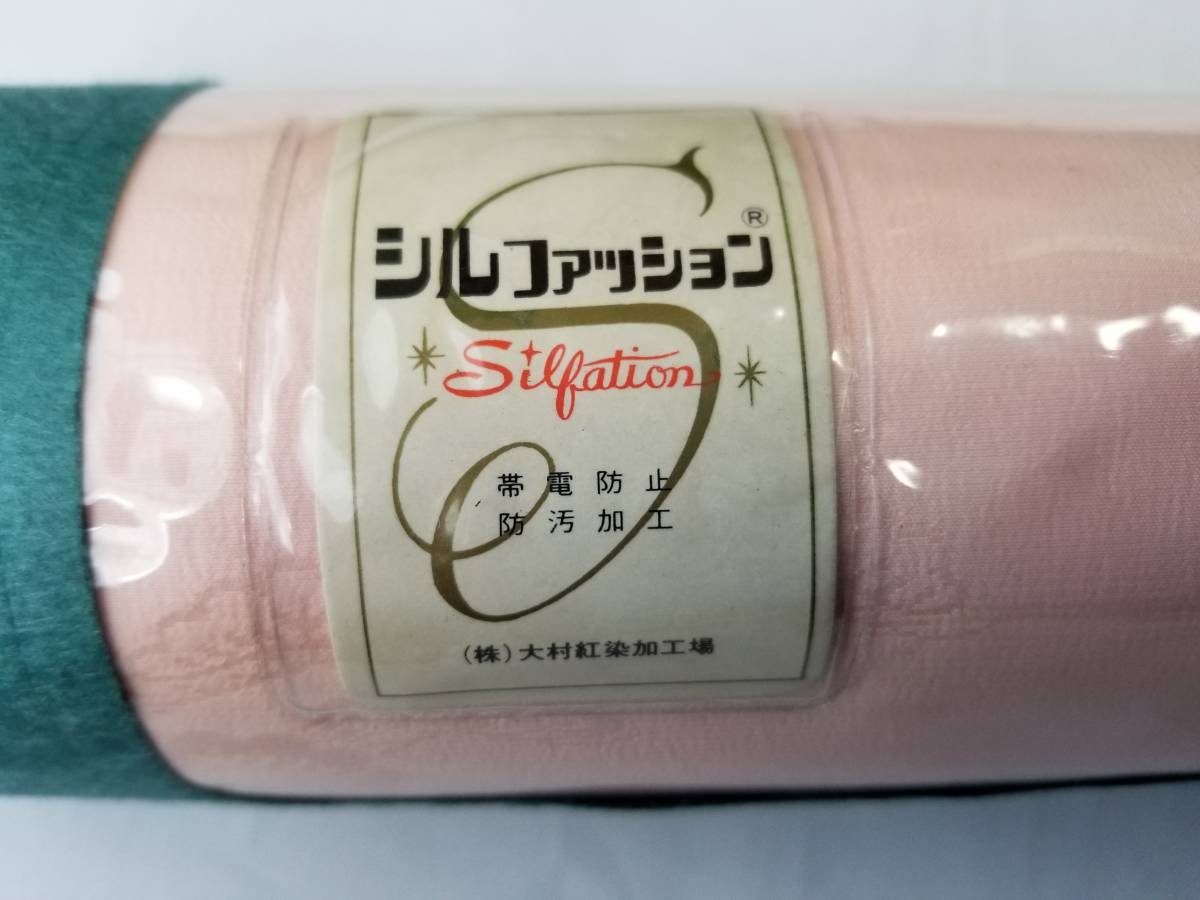 シルファッション®
Silfation
帯電防止
防汚加工
(株)大村紅染加工場